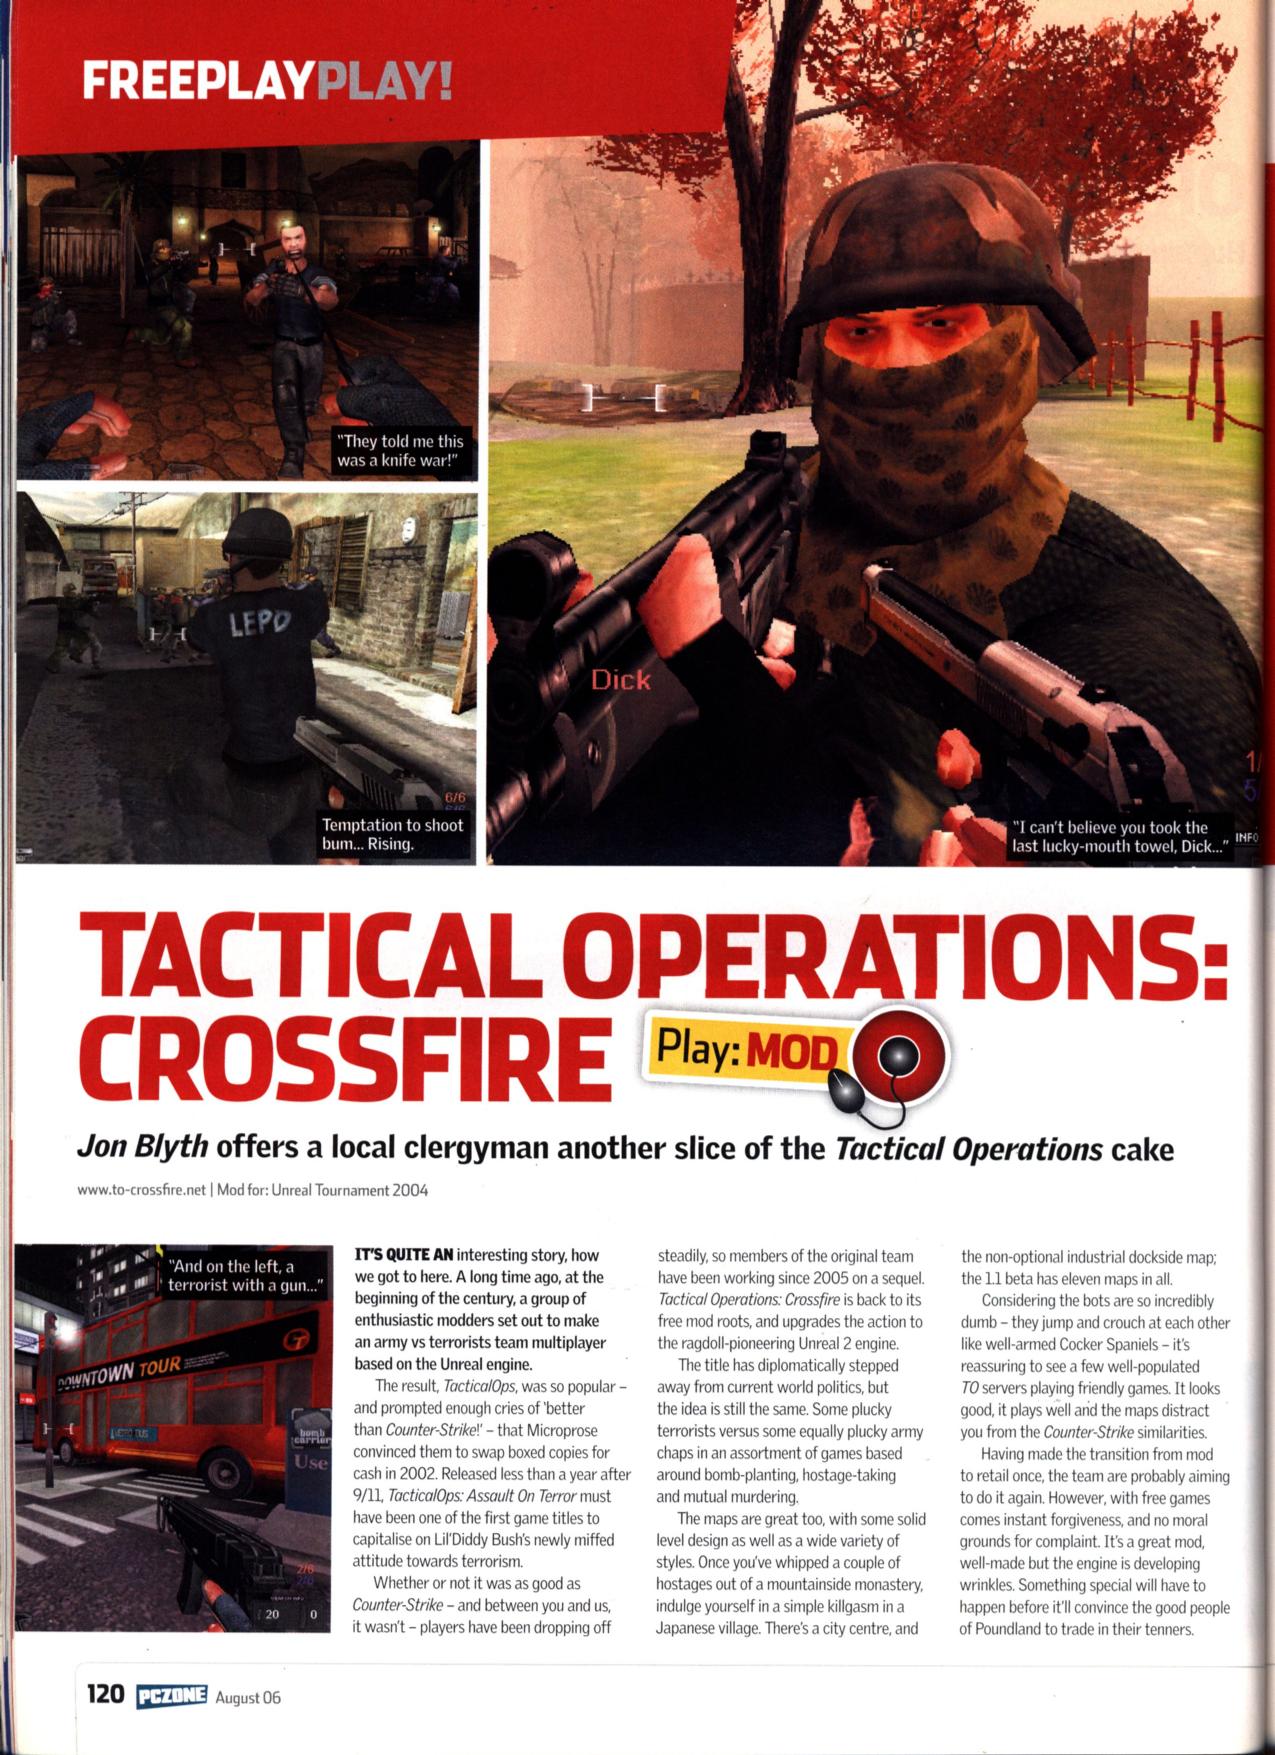 FREEPLAYPLAY!
"They told me this
was a knife war!"
LEPD
6/6
Temptation to shoot
bum... Rising.
Dick
"I can't believe you took the
last lucky-mouth towel, Dick..."
INFO
TACTICAL OPERATIONS:
CROSSFIRE
Play: MOD
Jon Blyth offers a local clergyman another slice of the Tactical Operations cake
www.to-crossfire.net | Mod for: Unreal Tournament 2004
"And on the left, a
terrorist with a gun..."
DOWNTOWN TOUR
bomb
carrier
Use
2/6
20 0
IT'S QUITE AN interesting story, how
we got to here. A long time ago, at the
beginning of the century, a group of
enthusiastic modders set out to make
an army vs terrorists team multiplayer
based on the Unreal engine.
The result, TacticalOps, was so popular –
and prompted enough cries of 'better
than Counter-Strike!' – that Microprose
convinced them to swap boxed copies for
cash in 2002. Released less than a year after
9/11, TacticalOps: Assault On Terror must
have been one of the first game titles to
capitalise on Lil'Diddy Bush's newly miffed
attitude towards terrorism.
Whether or not it was as good as
Counter-Strike – and between you and us,
it wasn't – players have been dropping off
steadily, so members of the original team
have been working since 2005 on a sequel.
Tactical Operations: Crossfire is back to its
free mod roots, and upgrades the action to
the ragdoll-pioneering Unreal 2 engine.
The title has diplomatically stepped
away from current world politics, but
the idea is still the same. Some plucky
terrorists versus some equally plucky army
chaps in an assortment of games based
around bomb-planting, hostage-taking
and mutual murdering.
The maps are great too, with some solid
level design as well as a wide variety of
styles. Once you've whipped a couple of
hostages out of a mountainside monastery,
indulge yourself in a simple killgasm in a
Japanese village. There's a city centre, and
the non-optional industrial dockside map;
the 1.1 beta has eleven maps in all.
Considering the bots are so incredibly
dumb – they jump and crouch at each other
like well-armed Cocker Spaniels – it's
reassuring to see a few well-populated
TO servers playing friendly games. It looks
good, it plays well and the maps distract
you from the Counter-Strike similarities.
Having made the transition from mod
to retail once, the team are probably aiming
to do it again. However, with free games
comes instant forgiveness, and no moral
grounds for complaint. It's a great mod,
well-made but the engine is developing
wrinkles. Something special will have to
happen before it'll convince the good people
of Poundland to trade in their tenners.
120 PCZONE August 06